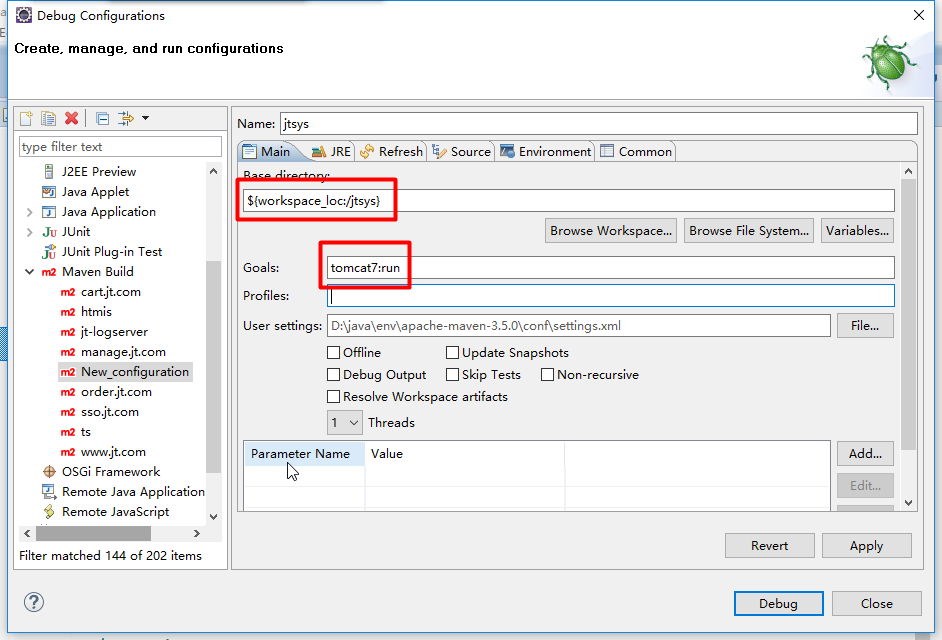 Debug Configurations
Create, manage, and run configurations
type filter text
J2EE Preview
Java Applet
Java Application
JUnit
JUnit Plug-in Test
Maven Build
cart.jt.com
htmis
jt-logserver
manage.jt.com
New_configuration
order.jt.com
sso.jt.com
ts
www.jt.com
OSGi Framework
Remote Java Application
Remote JavaScript
Filter matched 144 of 202 items
Name: jtsys
Main JRE Refresh Source Environment Common
Base directory:
${workspace_loc:/jtsys}
Browse Workspace... Browse File System... Variables...
Goals: tomcat7:run
Profiles:
User settings: D:\java\env\apache-maven-3.5.0\conf\settings.xml File...
Offline Update Snapshots
Debug Output Skip Tests Non-recursive
Resolve Workspace artifacts
1 Threads
Parameter Name Value Add...
Edit...
Revert Apply
Debug Close